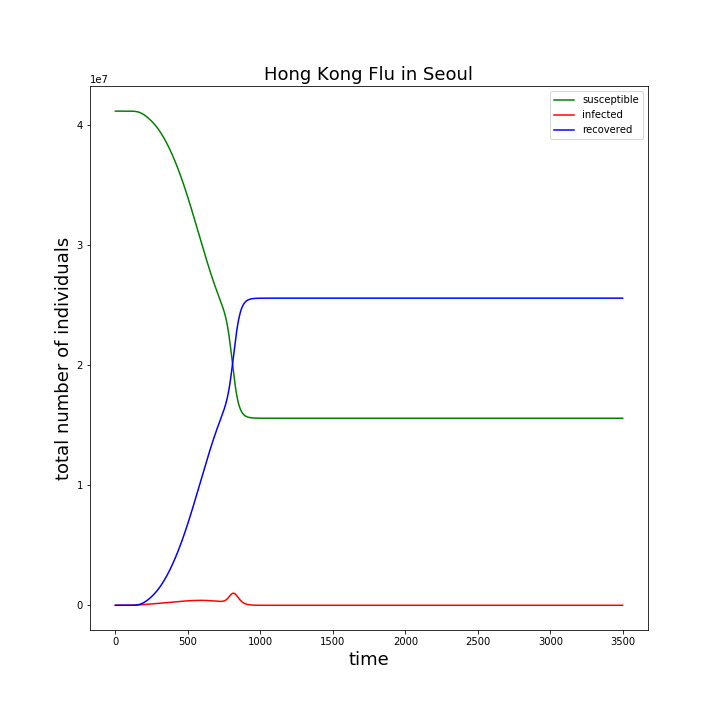 Hong Kong Flu in Seoul
1e7
susceptible
infected
recovered
4
3
2
1
0
total number of individuals
0 500 1000 1500 2000 2500 3000 3500
time